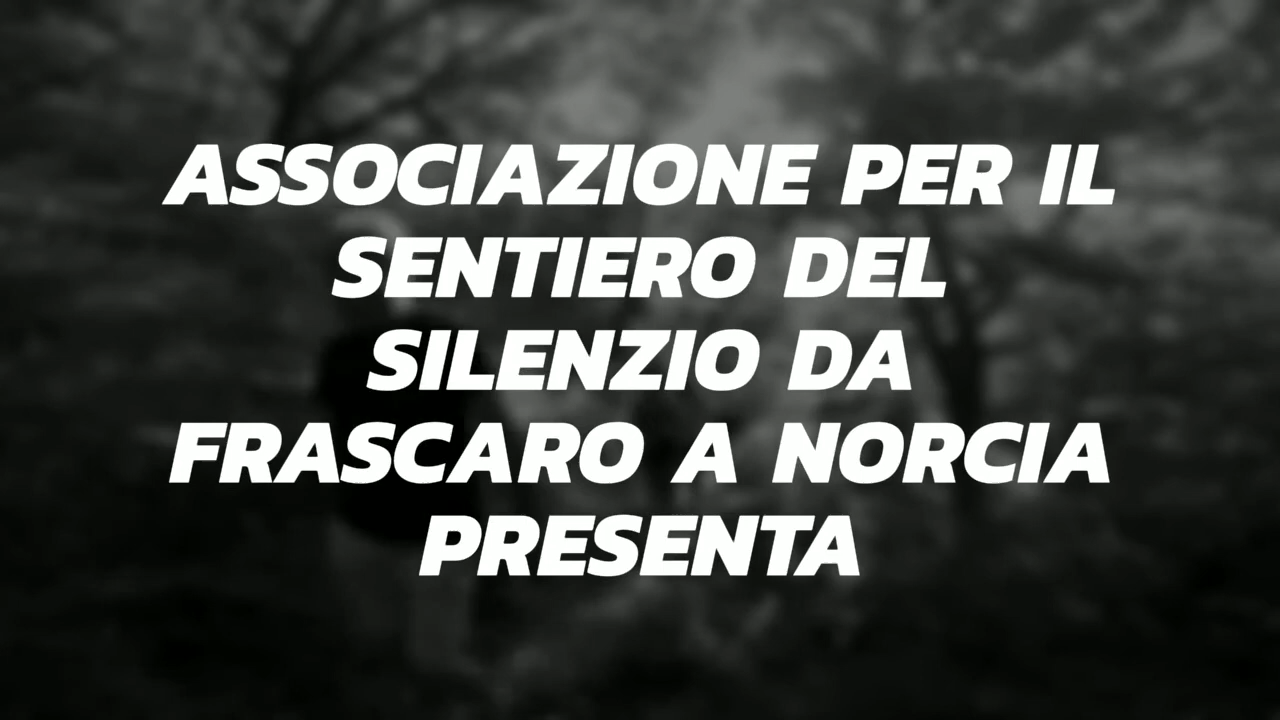 ASSOCIAZIONE PER IL
SENTIERO DEL
SILENZIO DA
FRASCARO A NORCIA
PRESENTA